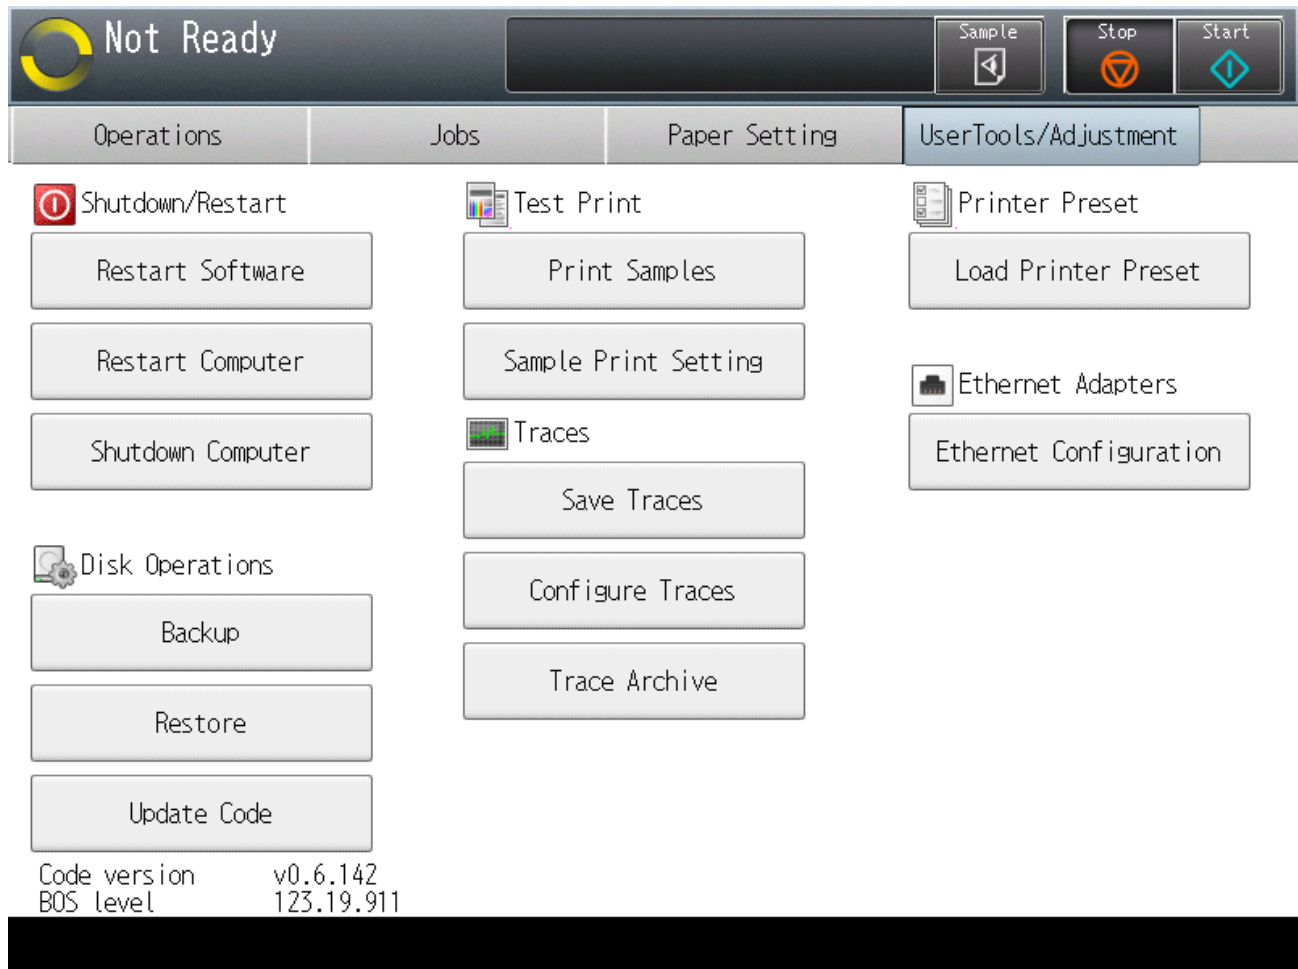 Not Ready
Sample
Stop
Start
Operations
Jobs
Paper Setting
UserTools/Adjustment
Shutdown/Restart
Restart Software
Restart Computer
Shutdown Computer
Disk Operations
Backup
Restore
Update Code
Code version v0.6.142
BOS level 123.19.911
Test Print
Print Samples
Sample Print Setting
Traces
Save Traces
Configure Traces
Trace Archive
Printer Preset
Load Printer Preset
Ethernet Adapters
Ethernet Configuration